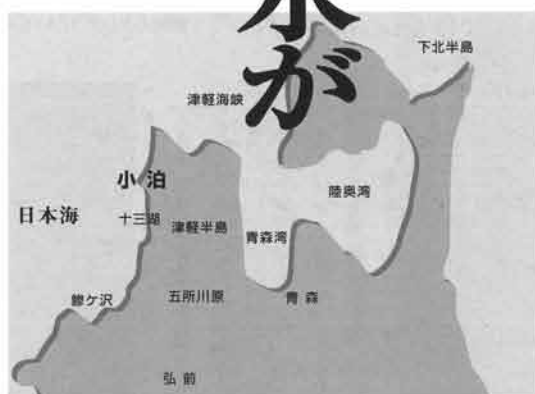 が
下北半島
津軽海峡
小泊
陸奥湾
日本海
十三湖
津軽半島
青森湾
鰺ケ沢
五所川原
青森
弘前